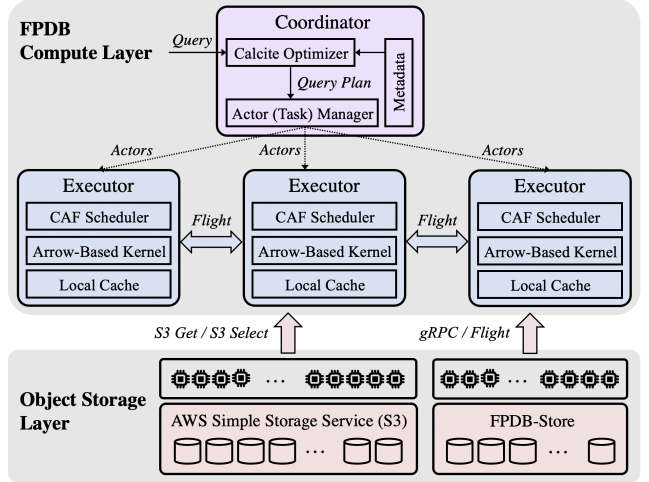 FPDB
Compute Layer
Coordinator
Query
Calcite Optimizer
Query Plan
Actor (Task) Manager
Metadata
Actors
Actors
Actors
Executor
CAF Scheduler
Arrow-Based Kernel
Local Cache
Flight
Executor
CAF Scheduler
Arrow-Based Kernel
Local Cache
Flight
Executor
CAF Scheduler
Arrow-Based Kernel
Local Cache
S3 Get / S3 Select
gRPC / Flight
Object Storage
Layer
...
AWS Simple Storage Service (S3)
...
...
FPDB-Store
...